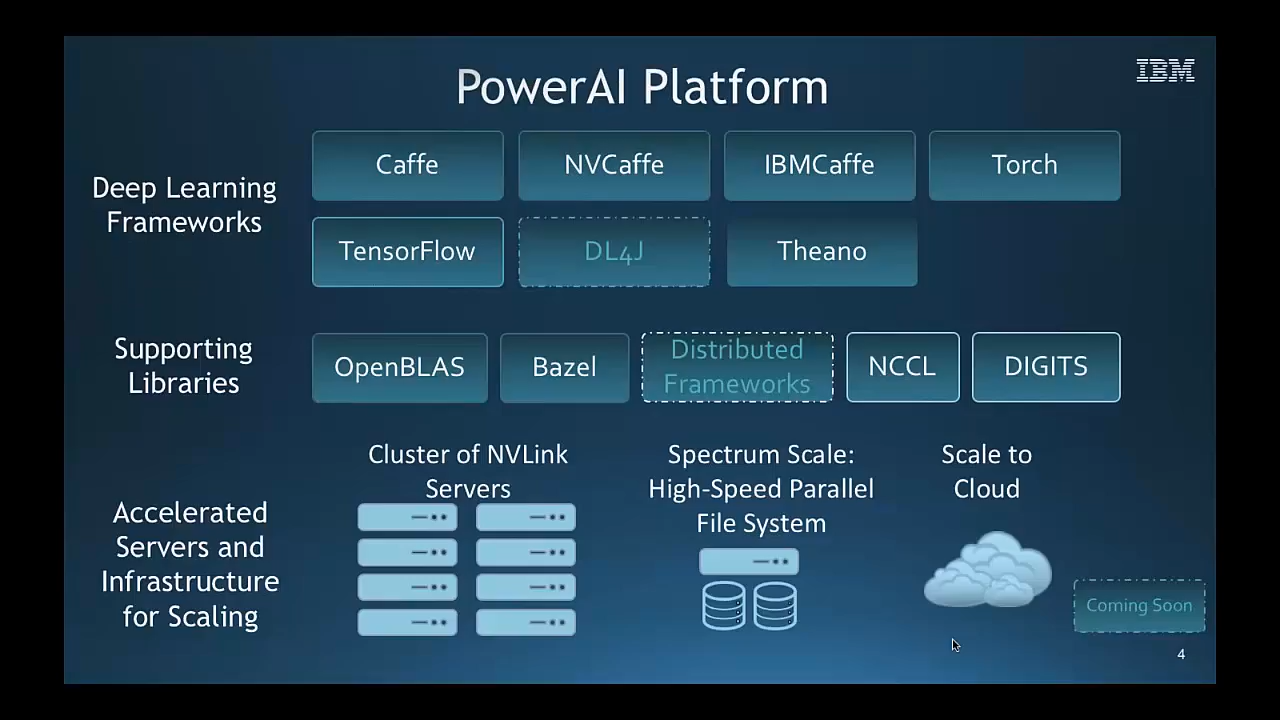 PowerAI Platform
IBM
Deep Learning
Frameworks
Caffe
NVCaffe
IBMCaffe
Torch
TensorFlow
DL4J
Theano
Supporting
Libraries
OpenBLAS
Bazel
Distributed
Frameworks
NCCL
DIGITS
Accelerated
Servers and
Infrastructure
for Scaling
Cluster of NVLink
Servers
Spectrum Scale:
High-Speed Parallel
File System
Scale to
Cloud
Coming Soon
4